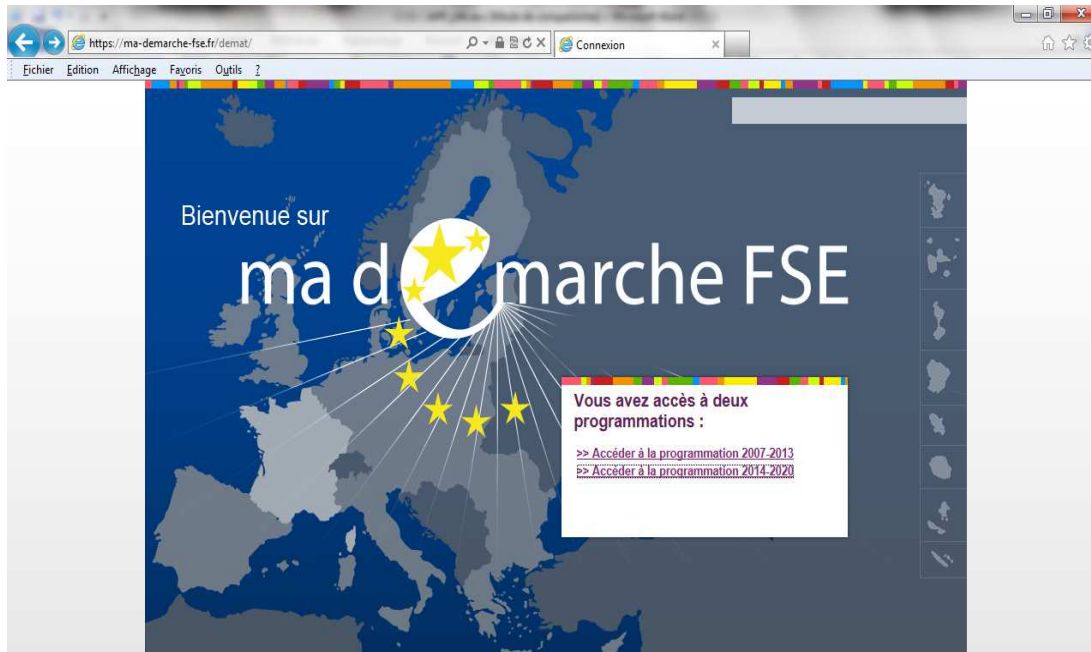 https://ma-demarche-fse.fr/demat/
Connexion
Fichier Edition Affichage Favoris Outils ?
Bienvenue sur
ma demarche FSE
Vous avez accès à deux
programmations :
>> Accéder à la programmation 2007-2013
>> Accéder à la programmation 2014-2020